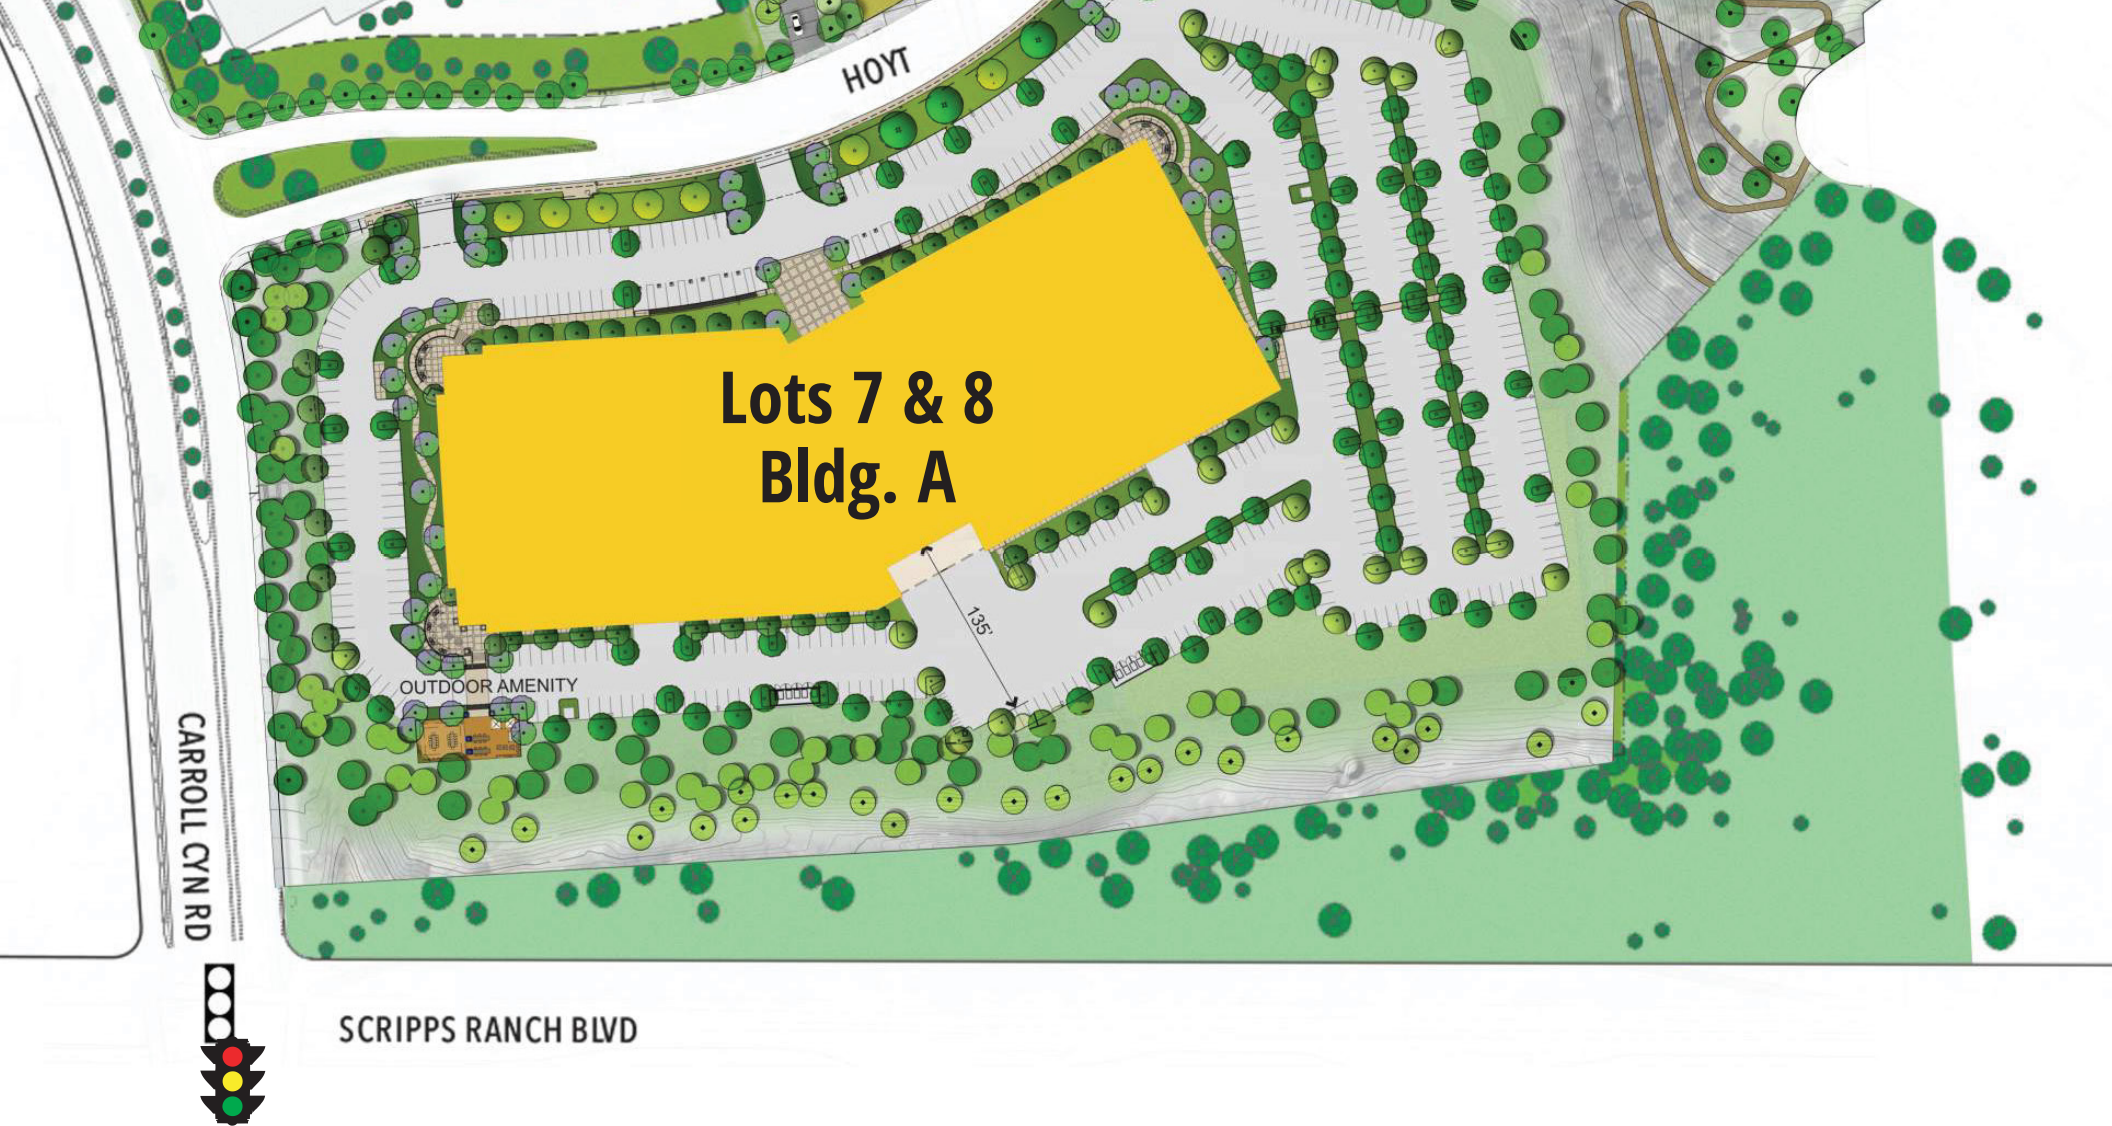 HOYT
Lots 7 & 8
Bldg. A
135'
OUTDOOR AMENITY
CARROLL CYN RD
SCRIPPS RANCH BLVD